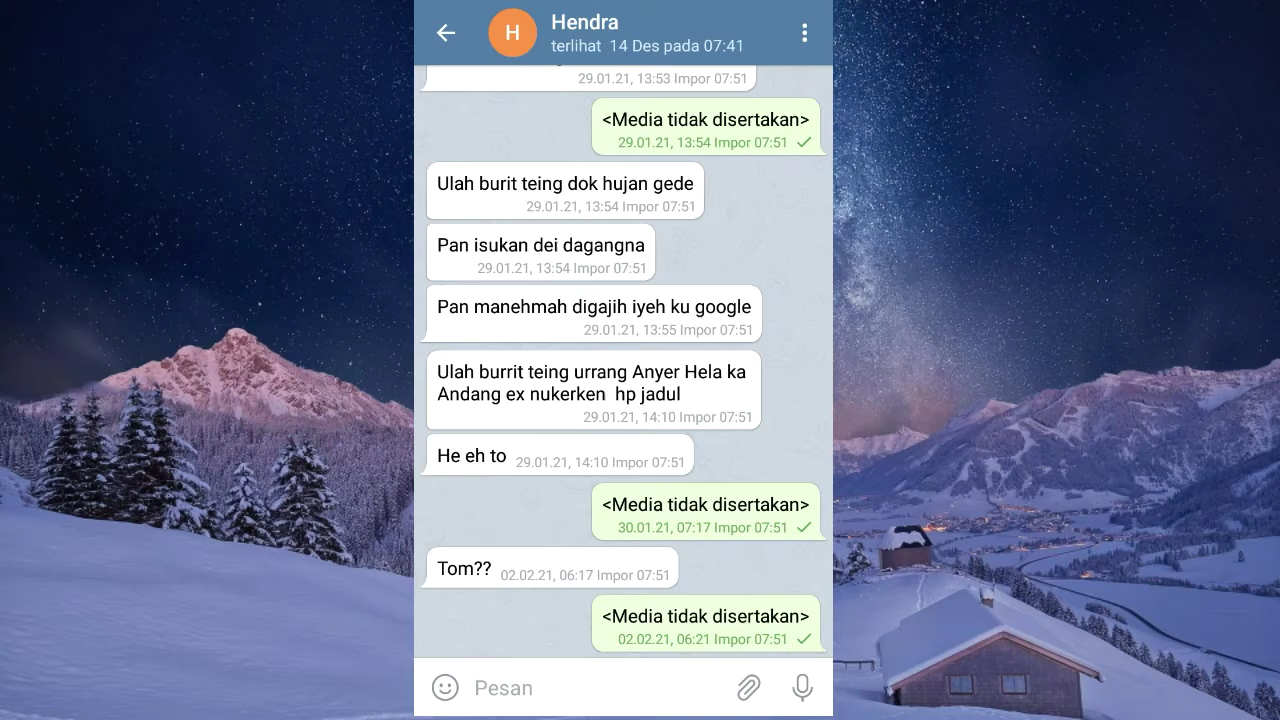 H
Hendra
terlihat 14 Des pada 07:41
29.01.21, 13:53 Impor 07:51
<Media tidak disertakan>
29.01.21, 13:54 Impor 07:51
Ulah burit teing dok hujan gede
29.01.21, 13:54 Impor 07:51
Pan isukan dei dagangna
29.01.21, 13:54 Impor 07:51
Pan manehmah digajih iyeh ku google
29.01.21, 13:55 Impor 07:51
Ulah burrit teing urrang Anyer Hela ka
Andang ex nukerken hp jadul
29.01.21, 14:10 Impor 07:51
He eh to 29.01.21, 14:10 Impor 07:51
<Media tidak disertakan>
30.01.21, 07:17 Impor 07:51
Tom?? 02.02.21, 06:17 Impor 07:51
<Media tidak disertakan>
02.02.21, 06:21 Impor 07:51
Pesan